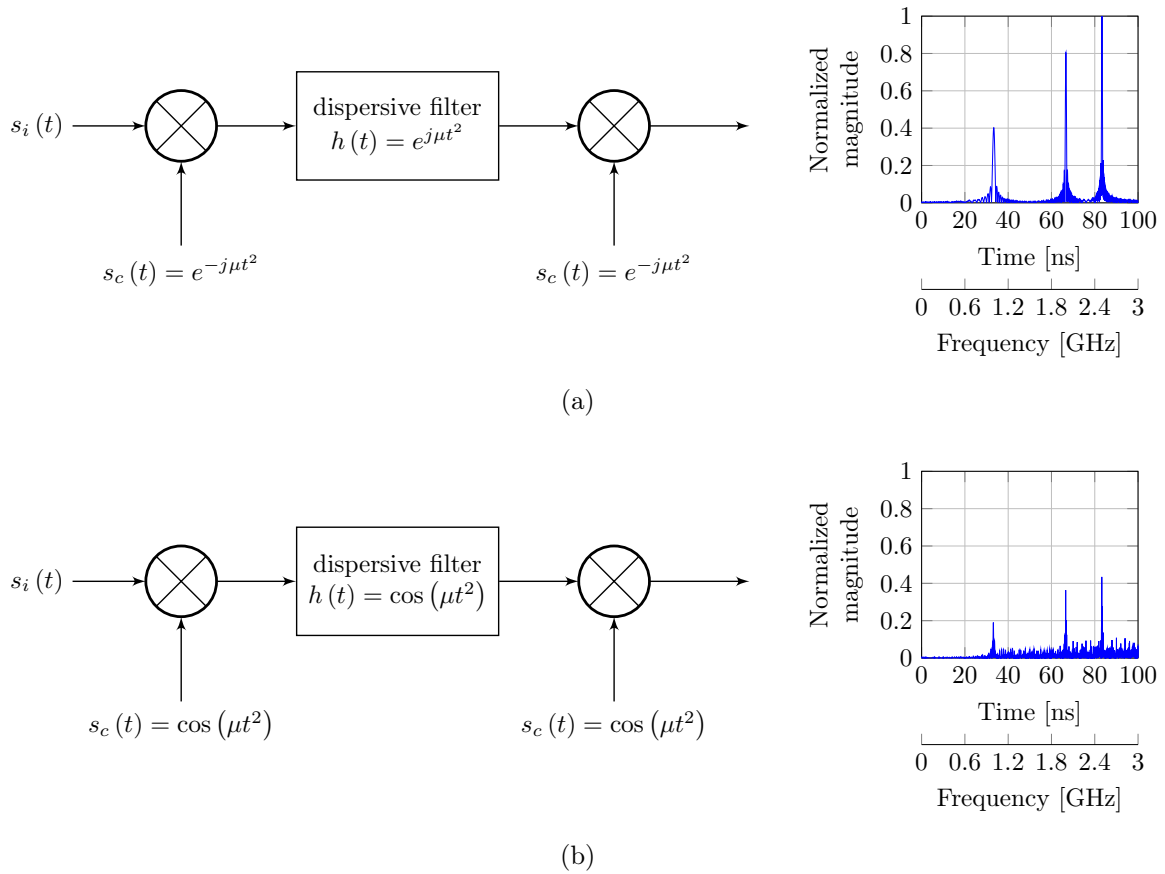 s_i (t)
dispersive filter
h (t) = e^{jμt^2}
s_c (t) = e^{-jμt^2}
s_c (t) = e^{-jμt^2}
Normalized
magnitude
1
0.8
0.6
0.4
0.2
0
0 20 40 60 80 100
Time [ns]
0 0.6 1.2 1.8 2.4 3
Frequency [GHz]
(a)
s_i (t)
dispersive filter
h (t) = cos (μt^2)
s_c (t) = cos (μt^2)
s_c (t) = cos (μt^2)
Normalized
magnitude
1
0.8
0.6
0.4
0.2
0
0 20 40 60 80 100
Time [ns]
0 0.6 1.2 1.8 2.4 3
Frequency [GHz]
(b)